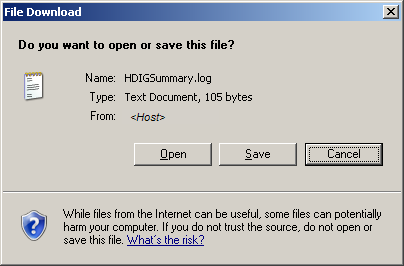 File Download
Do you want to open or save this file?
Name: HDIGSummary.log
Type: Text Document, 105 bytes
From: <Host>
Open Save Cancel
While files from the Internet can be useful, some files can potentially
harm your computer. If you do not trust the source, do not open or
save this file. What's the risk?